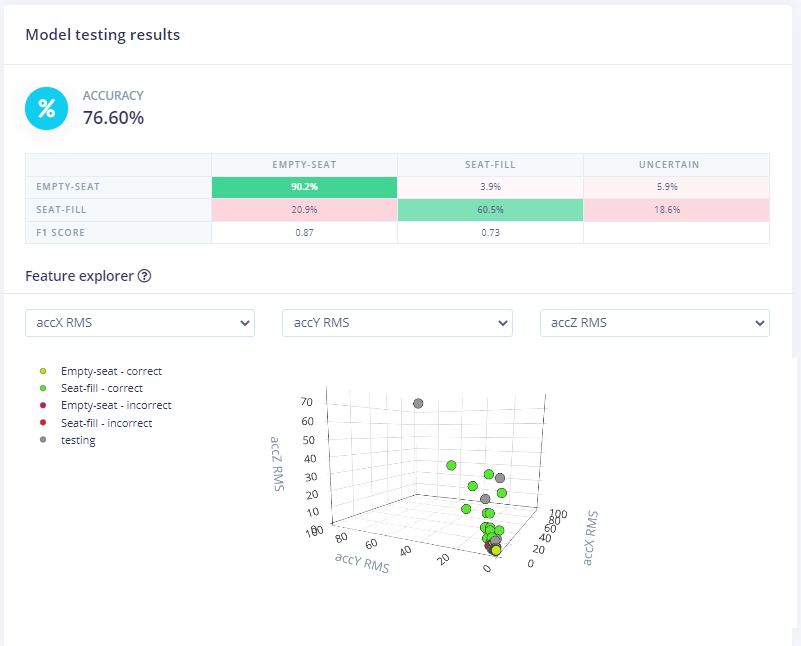 Model testing results
%
ACCURACY
76.60%
EMPTY-SEAT SEAT-FILL UNCERTAIN
EMPTY-SEAT 90.2% 3.9% 5.9%
SEAT-FILL 20.9% 60.5% 18.6%
F1 SCORE 0.87 0.73
Feature explorer ?
accX RMS accY RMS accZ RMS
Empty-seat - correct
Seat-fill - correct
Empty-seat - incorrect
Seat-fill - incorrect
testing
accZ RMS
70
60
50
40
30
20
10
0
100 80 60 40 20 0
accY RMS
100
80
60
40
20
0
accX RMS